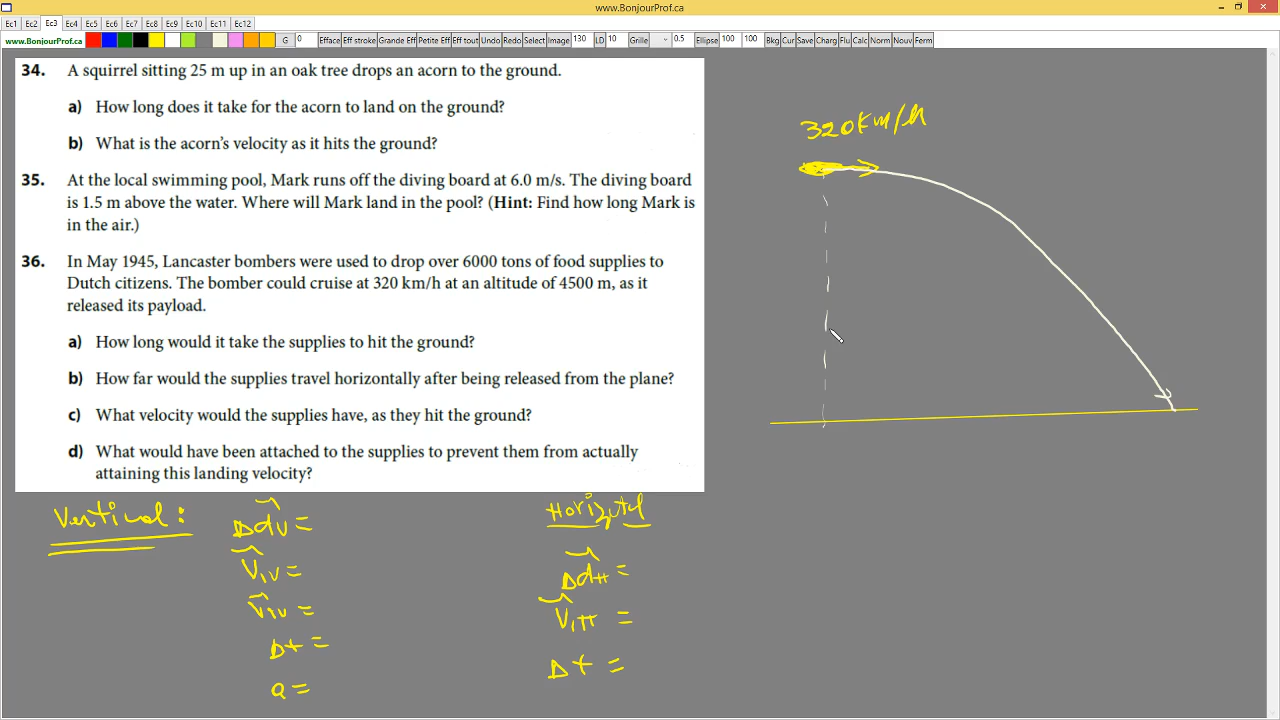 www.BonjourProf.ca
Ec1 Ec2 Ec3 Ec4 Ec5 Ec6 Ec7 Ec8 Ec9 Ec10 Ec11 Ec12
www.BonjourProf.ca G 0 Efface Eff stroke Grande Eff Petite Eff Eff tout Undo Redo Select Image 130 LD 10 Grille 0.5 Ellipse 100 100 Bkg Cur Save Charg Flu Calc Norm Nouv Ferm
34. A squirrel sitting 25 m up in an oak tree drops an acorn to the ground.
a) How long does it take for the acorn to land on the ground?
b) What is the acorn's velocity as it hits the ground?
35. At the local swimming pool, Mark runs off the diving board at 6.0 m/s. The diving board
is 1.5 m above the water. Where will Mark land in the pool? (Hint: Find how long Mark is
in the air.)
36. In May 1945, Lancaster bombers were used to drop over 6000 tons of food supplies to
Dutch citizens. The bomber could cruise at 320 km/h at an altitude of 4500 m, as it
released its payload.
a) How long would it take the supplies to hit the ground?
b) How far would the supplies travel horizontally after being released from the plane?
c) What velocity would the supplies have, as they hit the ground?
d) What would have been attached to the supplies to prevent them from actually
attaining this landing velocity?
320 km/h
Vertical:
Δdv =
V1v =
V1v =
Δt =
a =
Horizontal
ΔdH =
V1H =
Δt =